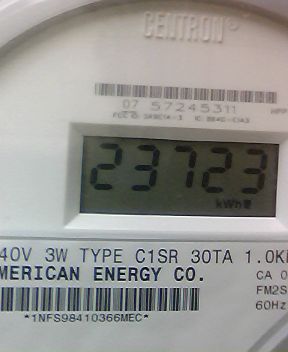 CENTRON®
07 57245311
23723
kWh
40V 3W TYPE C1SR 30TA 1.0K
MERICAN ENERGY CO.
CA 0
FM2S
60Hz
*1NFS98410366MEC*